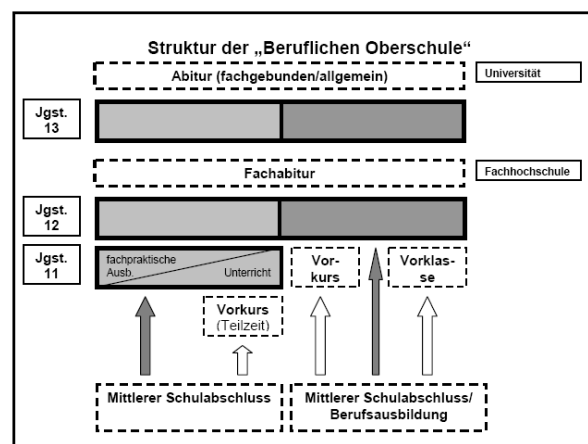 Struktur der „Beruflichen Oberschule“
Abitur (fachgebunden/allgemein)
Universität
Jgst.
13
Fachabitur
Fachhochschule
Jgst.
12
Jgst.
11
fachpraktische
Ausb.
Unterricht
Vor-
kurs
Vorklas-
se
Vorkurs
(Teilzeit)
Mittlerer Schulabschluss
Mittlerer Schulabschluss/
Berufsausbildung